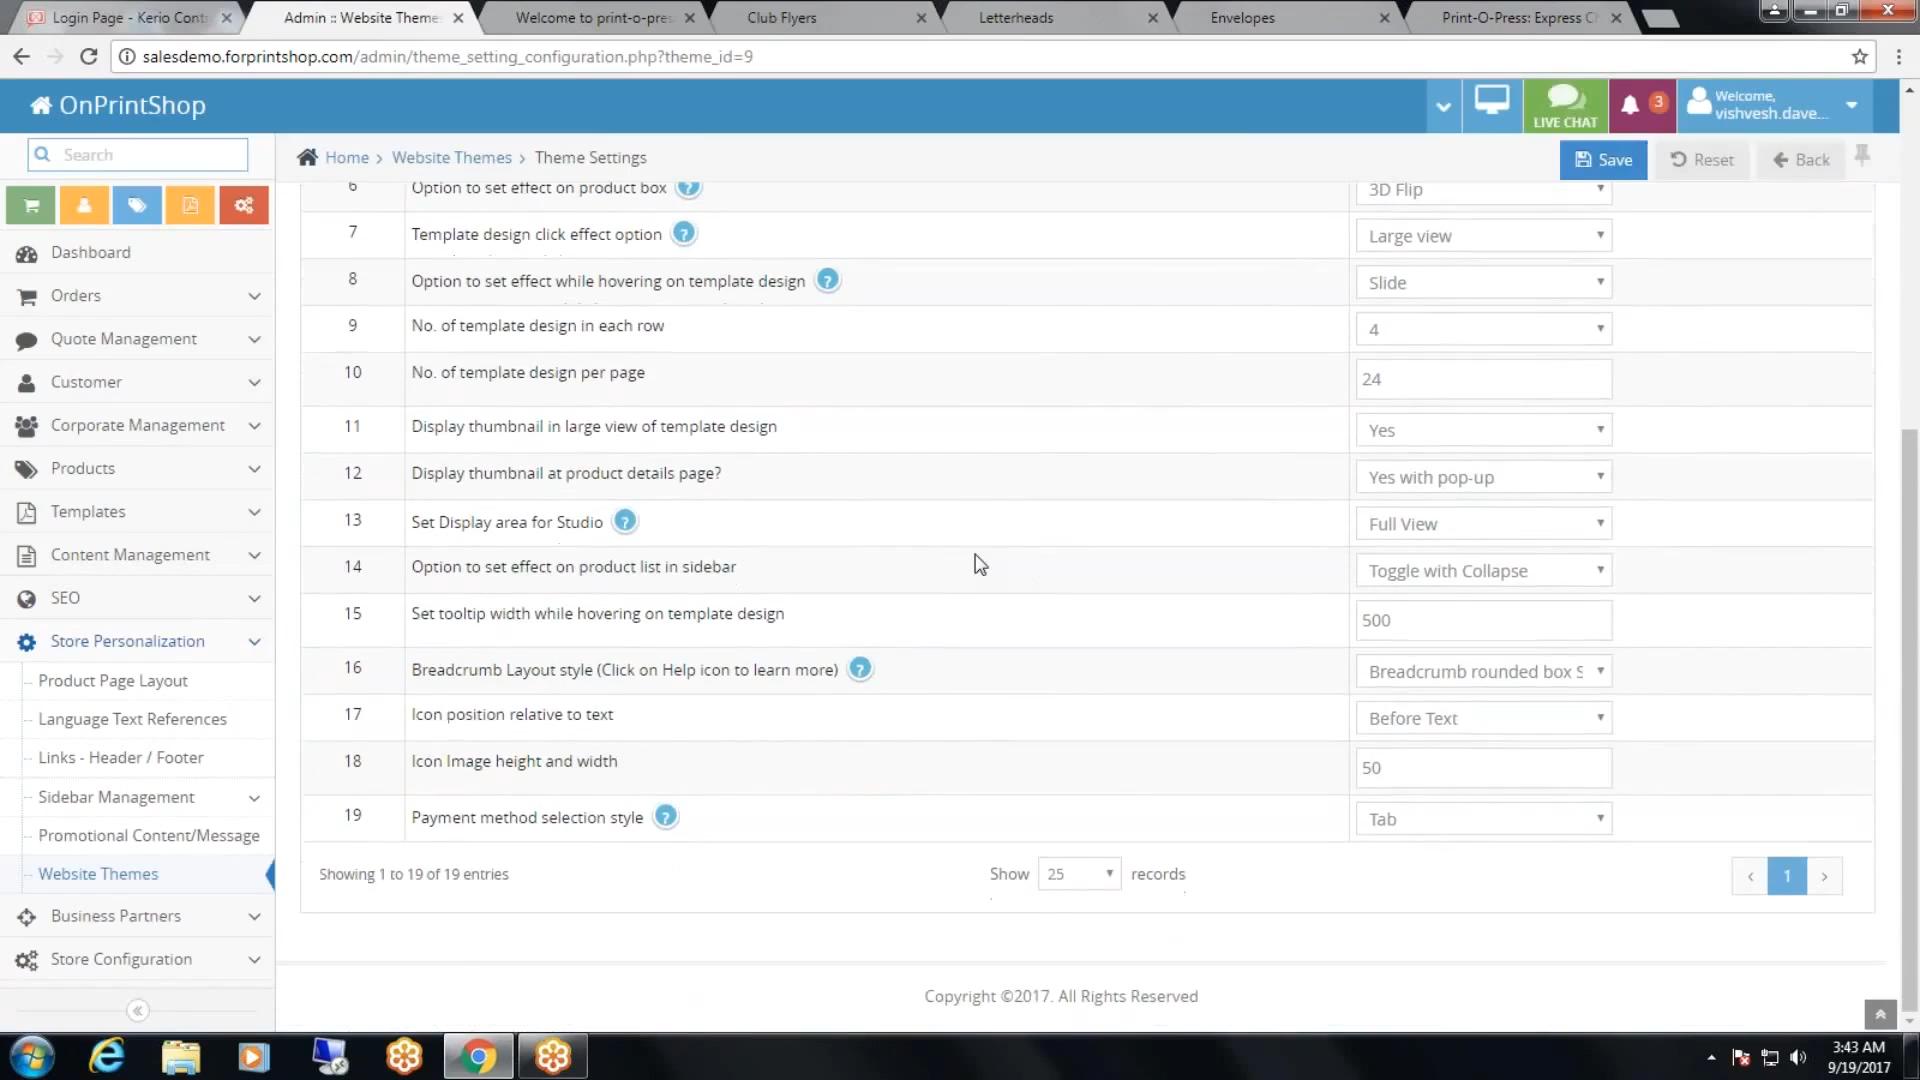 Login Page - Kerio Cont
Admin :: Website Theme
Welcome to print-o-pre
Club Flyers
Letterheads
Envelopes
Print-O-Press: Express C
salesdemo.forprintshop.com/admin/theme_setting_configuration.php?theme_id=9
OnPrintShop
LIVE CHAT
3
Welcome,
vishvesh.dave...
Search
Home > Website Themes > Theme Settings
Save
Reset
Back
Dashboard
Orders
Quote Management
Customer
Corporate Management
Products
Templates
Content Management
SEO
Store Personalization
Product Page Layout
Language Text References
Links - Header / Footer
Sidebar Management
Promotional Content/Message
Website Themes
Business Partners
Store Configuration
6 Option to set effect on product box ? 3D Flip
7 Template design click effect option ? Large view
8 Option to set effect while hovering on template design ? Slide
9 No. of template design in each row 4
10 No. of template design per page 24
11 Display thumbnail in large view of template design Yes
12 Display thumbnail at product details page? Yes with pop-up
13 Set Display area for Studio ? Full View
14 Option to set effect on product list in sidebar Toggle with Collapse
15 Set tooltip width while hovering on template design 500
16 Breadcrumb Layout style (Click on Help icon to learn more) ? Breadcrumb rounded box S
17 Icon position relative to text Before Text
18 Icon Image height and width 50
19 Payment method selection style ? Tab
Showing 1 to 19 of 19 entries
Show 25 records
< 1 >
Copyright ©2017. All Rights Reserved
3:43 AM
9/19/2017